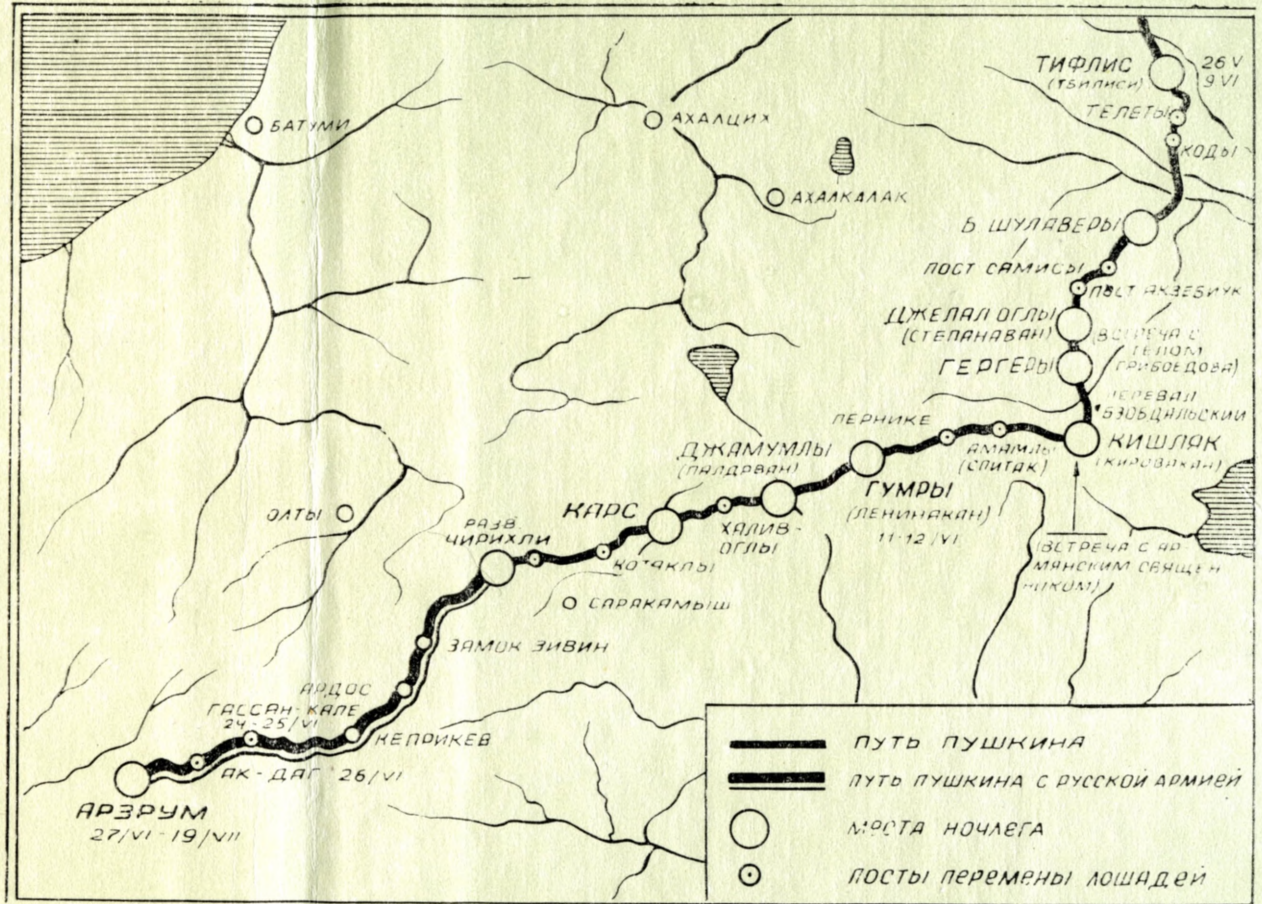 ТИФЛИС
(ТБИЛИСИ)
26 V
9 VI
ТЕЛЕТЫ
КОДЫ
БАТУМИ
АХАЛЦИХ
АХАЛКАЛАК
Б. ШУЛАВЕРЫ
ПОСТ САМИСЫ
ПОСТ АКЗЕБИУК
ДЖЕЛАЛ ОГЛЫ
(СТЕПАНАВАН)
(ВСТРЕЧА С
ТЕЛОМ
ГРИБОЕДОВА)
ГЕРГЕРЫ
ПЕРЕВАЛ
БЗОБДАЛЬСКИЙ
КИШЛЯК
(КИРОВАКАН)
ПЕРНИКЕ
АМАМЛЫ
(СПИТАК)
ДЖАМУМЛЫ
(ПАЛДРВАН)
ГУМРЫ
(ЛЕНИНАКАН)
11-12/VI
(ВСТРЕЧА С АР
МЯНСКИМ СВЯЩЕН
НИКОМ)
КАРС
ХАЛИВ-
ОГЛЫ
ОЛТЫ
РАЗВ.
ЧИРИХЛИ
КОТАКЛЫ
САРАКАМЫШ
ЗАМОК ЗИВИН
АРДОС
ГАССАН-КАЛЕ
24-25/VI
КЕПРИКЕВ
АК-ДАГ 26/VI
АРЗРУМ
27/VI-19/VII
ПУТЬ ПУШКИНА
ПУТЬ ПУШКИНА С РУССКОЙ АРМИЕЙ
МЕСТА НОЧЛЕГА
ПОСТЫ ПЕРЕМЕНЫ ЛОШАДЕЙ